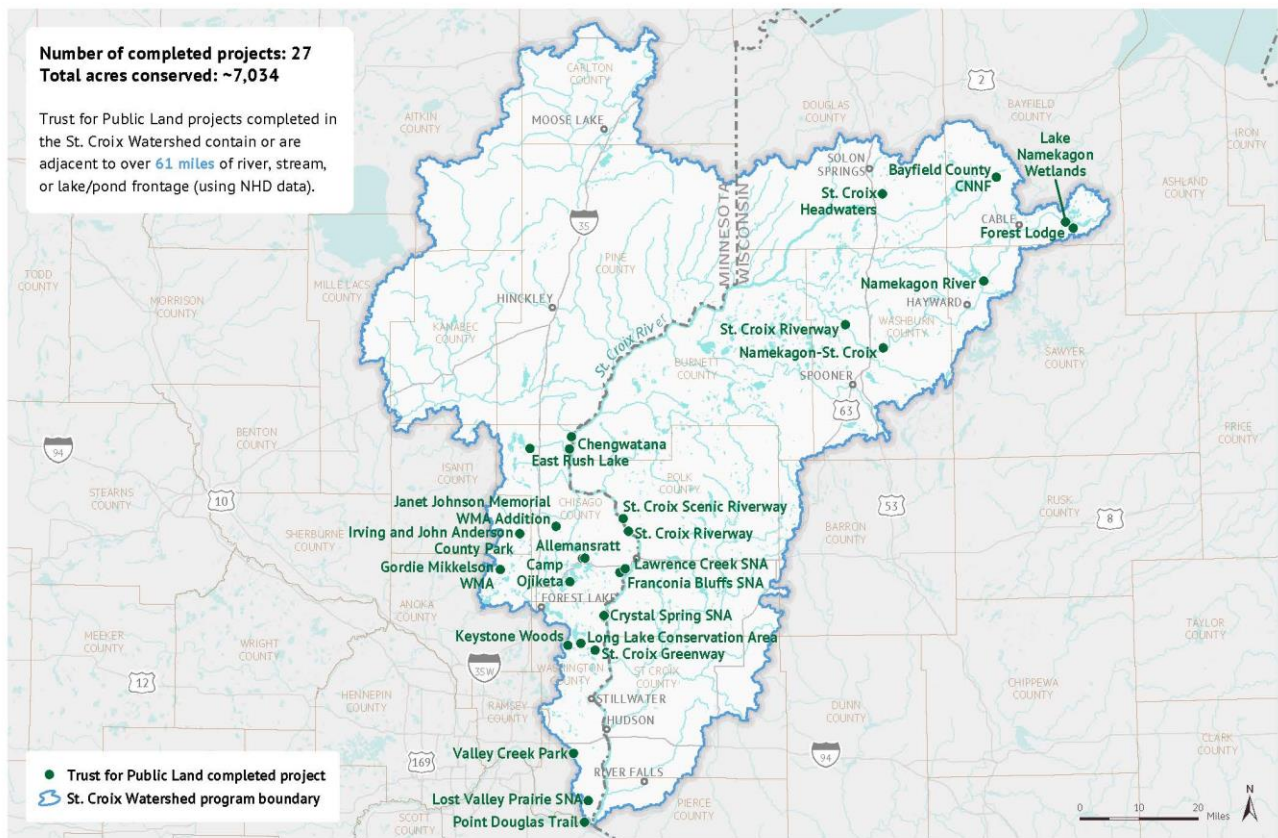 Number of completed projects: 27
Total acres conserved: ~7,034
Trust for Public Land projects completed in
the St. Croix Watershed contain or are
adjacent to over 61 miles of river, stream,
or lake/pond frontage (using NHD data).
CARLTON
COUNTY
AITKIN
COUNTY
MOOSE LAKE
DOUGLAS
COUNTY
2
BAYFIELD
COUNTY
IRON
COUNTY
SOLON
SPRINGS
Lake
Namekagon
Wetlands
Bayfield County
CNNF
ASHLAND
COUNTY
St. Croix
Headwaters
CABLE
Forest Lodge
35
MINNESOTA
WISCONSIN
PINE
COUNTY
TODD
COUNTY
MILLE LACS
COUNTY
MORRISON
COUNTY
Namekagon River
HAYWARD
HINCKLEY
KANABEC
COUNTY
St. Croix River
St. Croix Riverway
WASHBURN
COUNTY
Namekagon-St. Croix
BURNETT
COUNTY
SAWYER
COUNTY
SPOONER
63
PRICE
COUNTY
BENTON
COUNTY
94
Chengwatana
East Rush Lake
ISANTI
COUNTY
POLK
COUNTY
STEARNS
COUNTY
10
Janet Johnson Memorial
WMA Addition
CHISAGO
COUNTY
St. Croix Scenic Riverway
St. Croix Riverway
BARRON
COUNTY
53
RUSK
COUNTY
8
SHERBURNE
COUNTY
Irving and John Anderson
County Park
Allemansratt
Gordie Mikkelson
WMA
Camp
Ojiketa
Lawrence Creek SNA
Franconia Bluffs SNA
FOREST LAKE
ANOKA
COUNTY
Crystal Spring SNA
TAYLOR
COUNTY
MEEKER
COUNTY
WRIGHT
COUNTY
Keystone Woods
Long Lake Conservation Area
St. Croix Greenway
35W
WASHINGTON
COUNTY
ST CROIX
COUNTY
12
HENNEPIN
COUNTY
RAMSEY
COUNTY
STILLWATER
DUNN
COUNTY
CHIPPEWA
COUNTY
HUDSON
CLARK
COUNTY
Valley Creek Park
169
94
RIVER FALLS
Trust for Public Land completed project
St. Croix Watershed program boundary
Lost Valley Prairie SNA
PIERCE
COUNTY
SCOTT
COUNTY
Point Douglas Trail
0 10 20
Miles
N